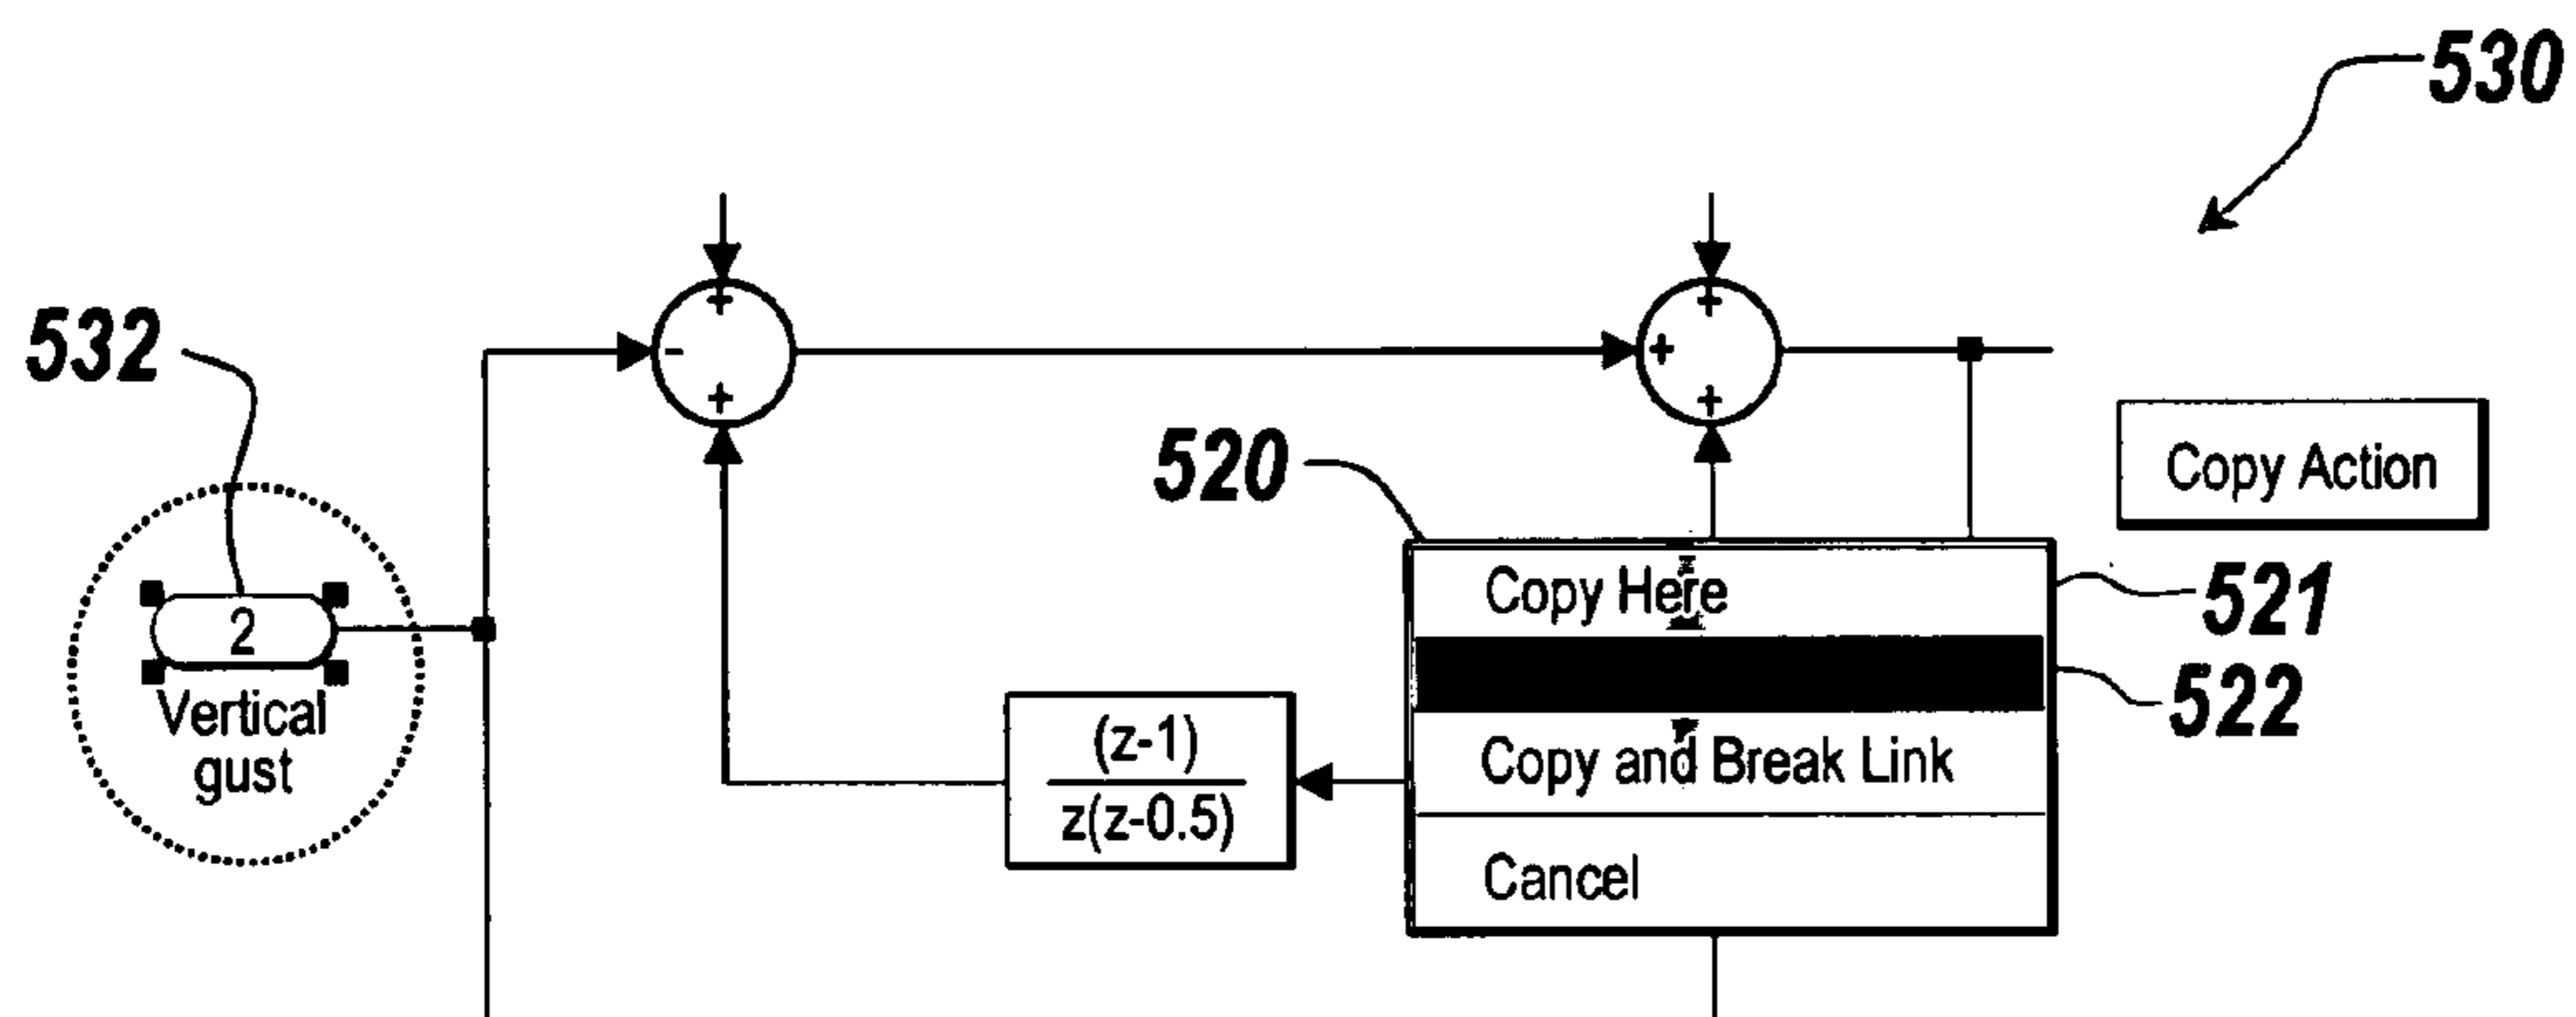 530
+
+
532
-
+
+
+
520
Copy Action
Copy Here
521
2
522
Vertical
gust
(z-1)
z(z-0.5)
Copy and Break Link
Cancel